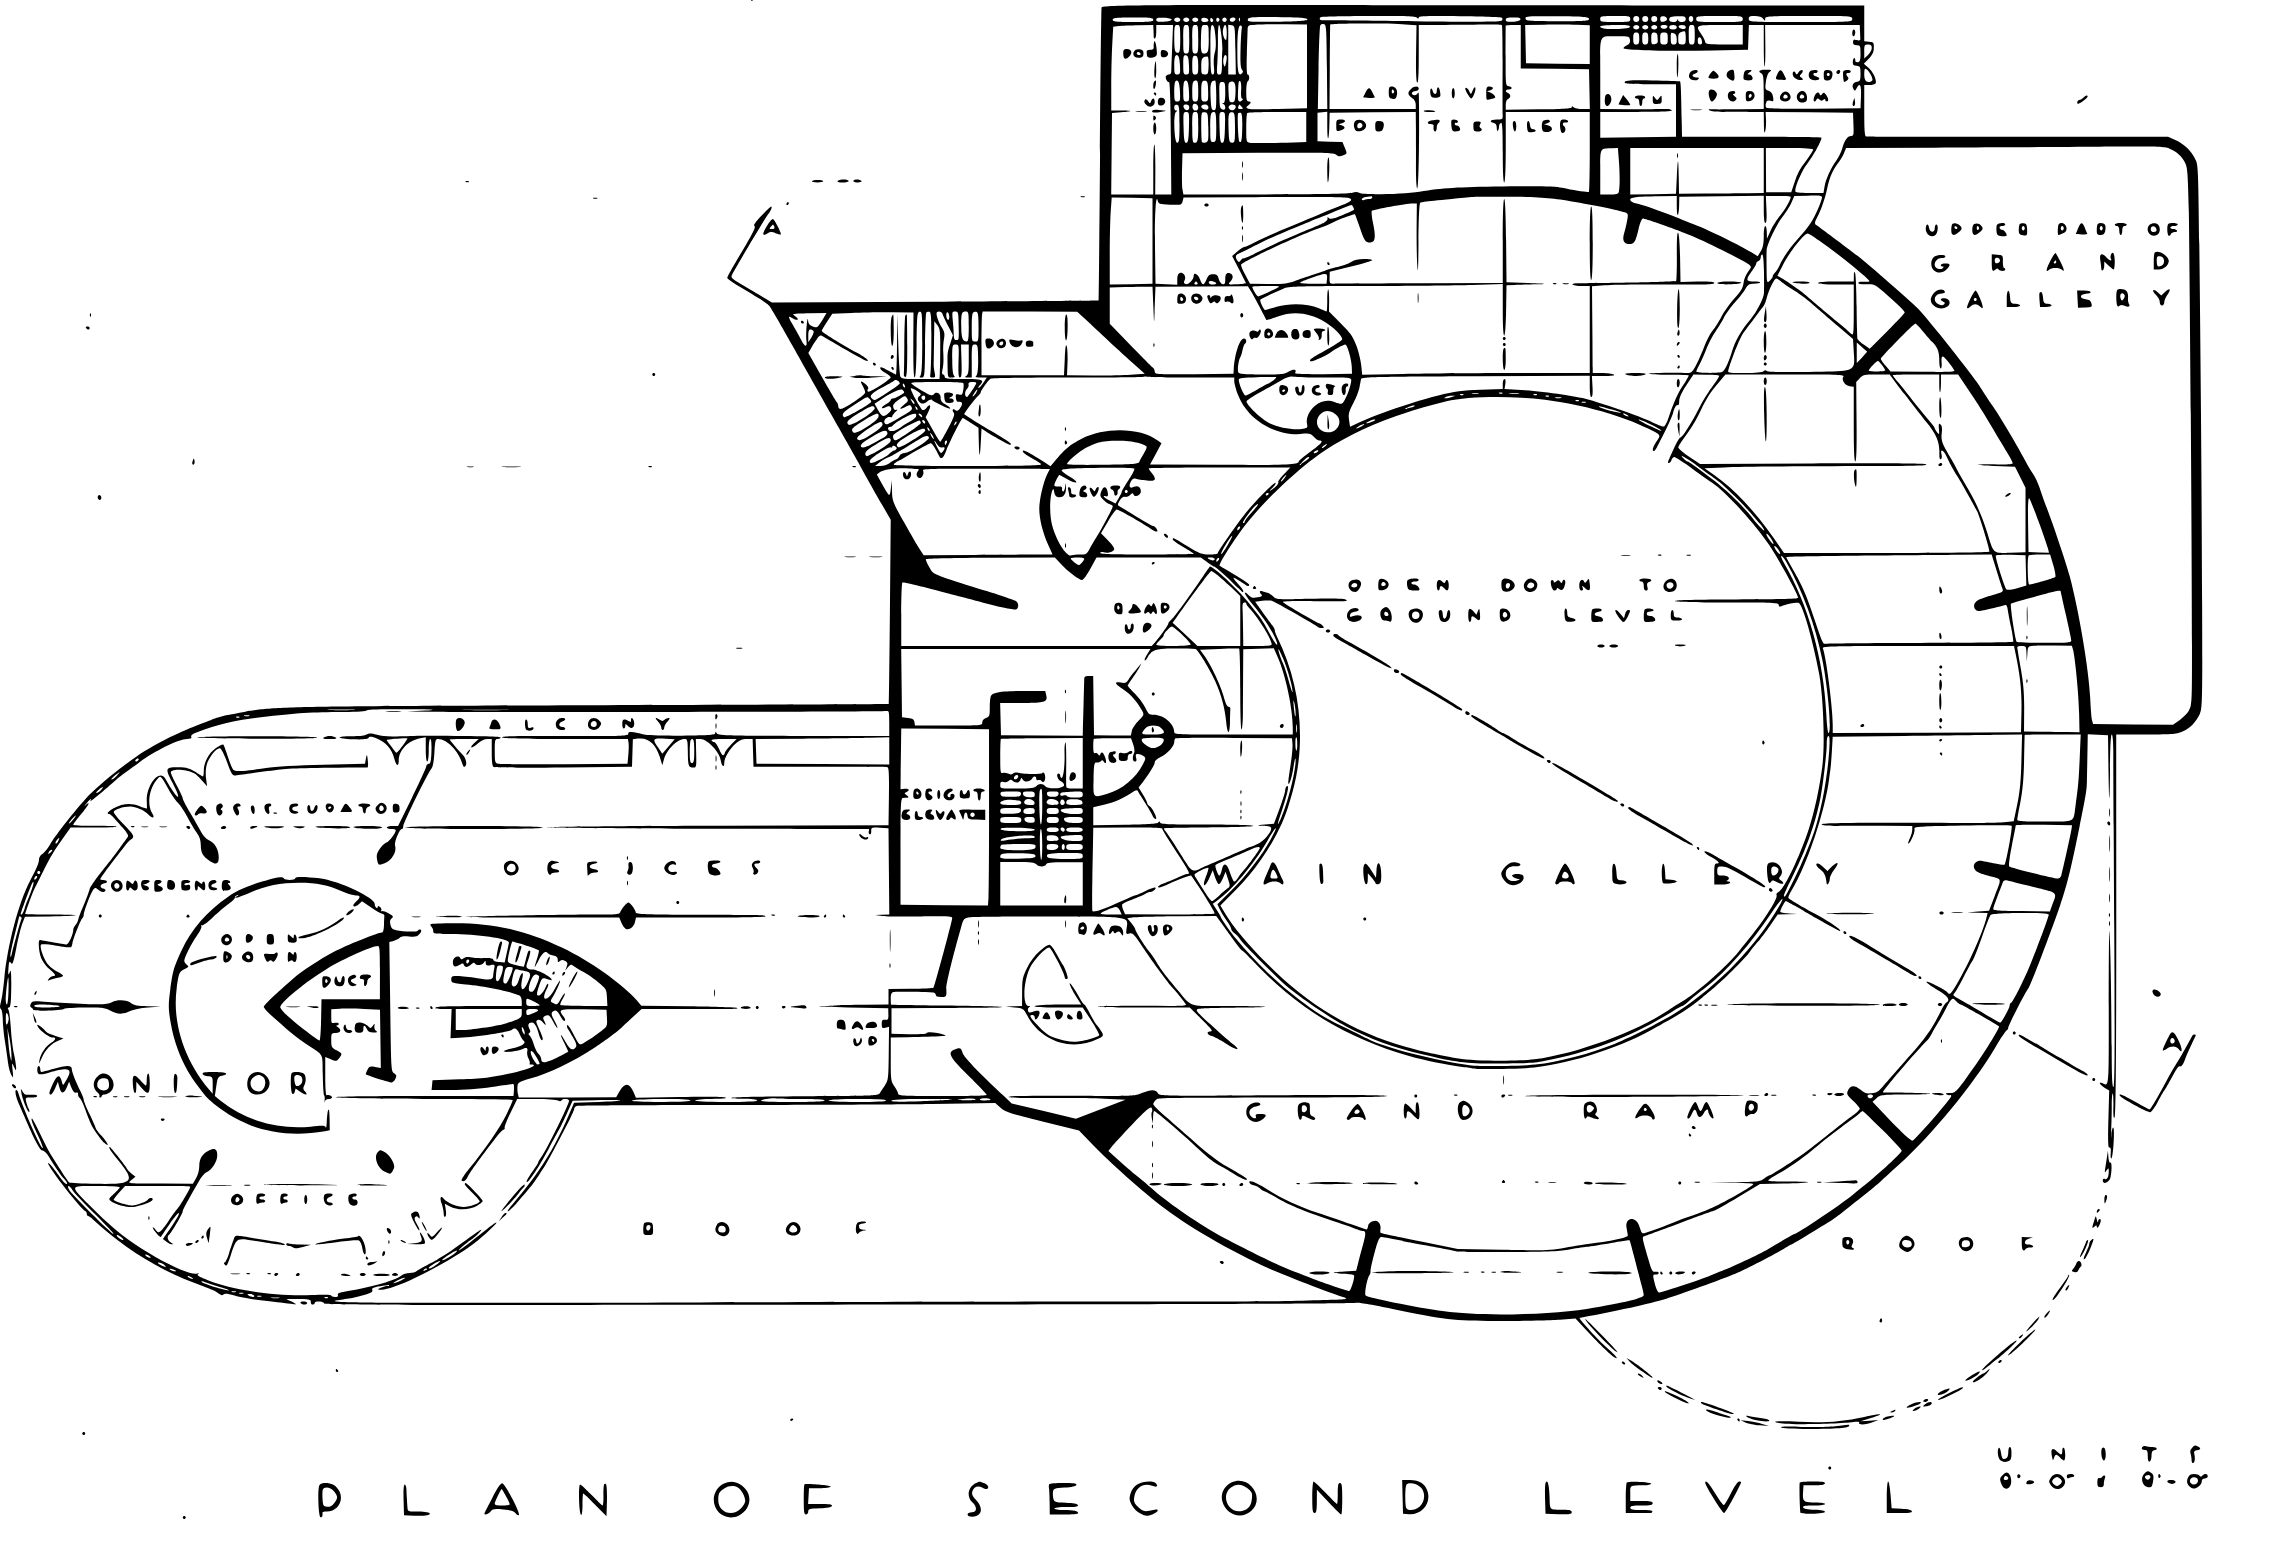 DOWN
UP
ARCHIVES
FOR TEXTILES
BATH
CARETAKER'S
BEDROOM
A
UPPER PART OF
GRAND
GALLERY
RAMP
DOWN
DOWN
OPEN
UP
DUCTS
ELEVATOR
OPEN DOWN TO
GROUND LEVEL
RAMP
UP
BALCONY
MEN
DOWN UP
FREIGHT
ELEVATOR
ASSIS. CURATOR
OFFICES
MAIN GALLERY
CONFERENCE
OPEN
DOWN
RAMP UP
DOWN
DUCT
ELEV.
UP
RAMP
UP
TABLE
A
MONITOR
GRAND RAMP
OFFICE
ROOF
ROOF
UNITS
8'-0" x 8'-0"
PLAN OF SECOND LEVEL